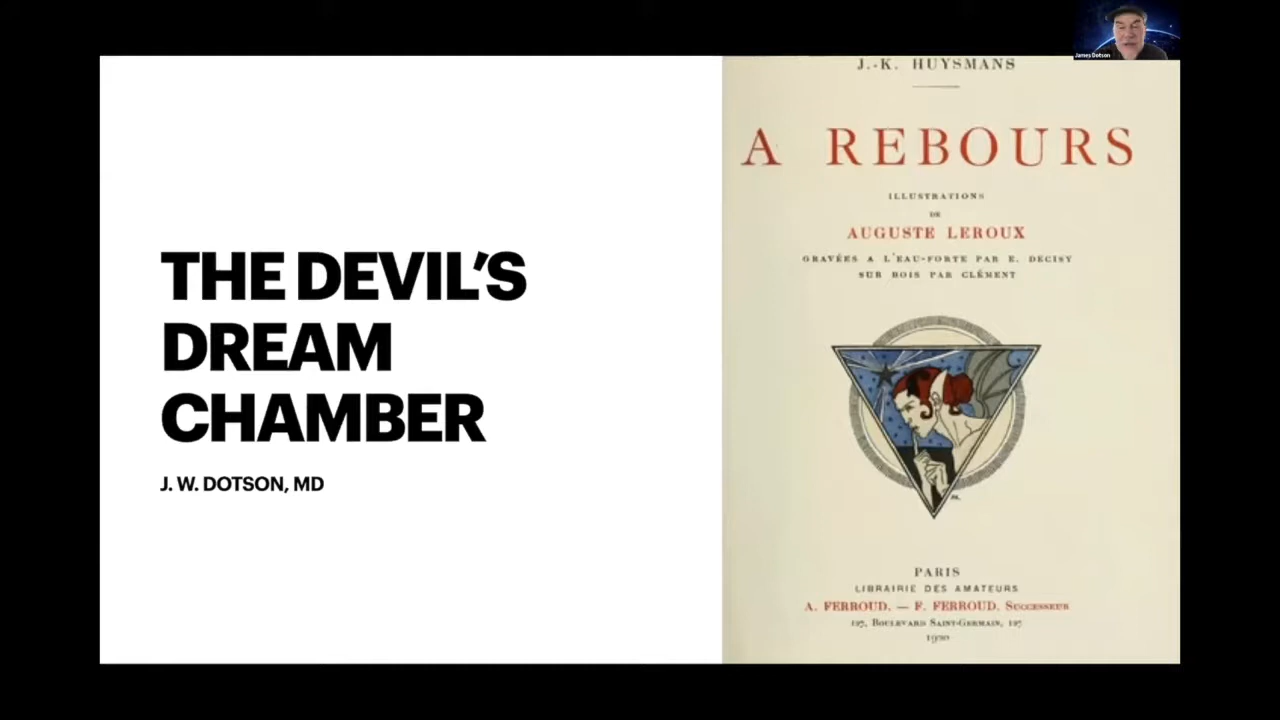 THE DEVIL'S
DREAM
CHAMBER
J. W. DOTSON, MD
J.-K. HUYSMANS
A REBOURS
ILLUSTRATIONS
DE
AUGUSTE LEROUX
GRAVÉES A L'EAU-FORTE PAR E. DECISY
SUR BOIS PAR CLÉMENT
PARIS
LIBRAIRIE DES AMATEURS
A. FERROUD. — F. FERROUD, SUCCESSEUR
127, BOULEVARD SAINT-GERMAIN, 127
1920
James Dotson